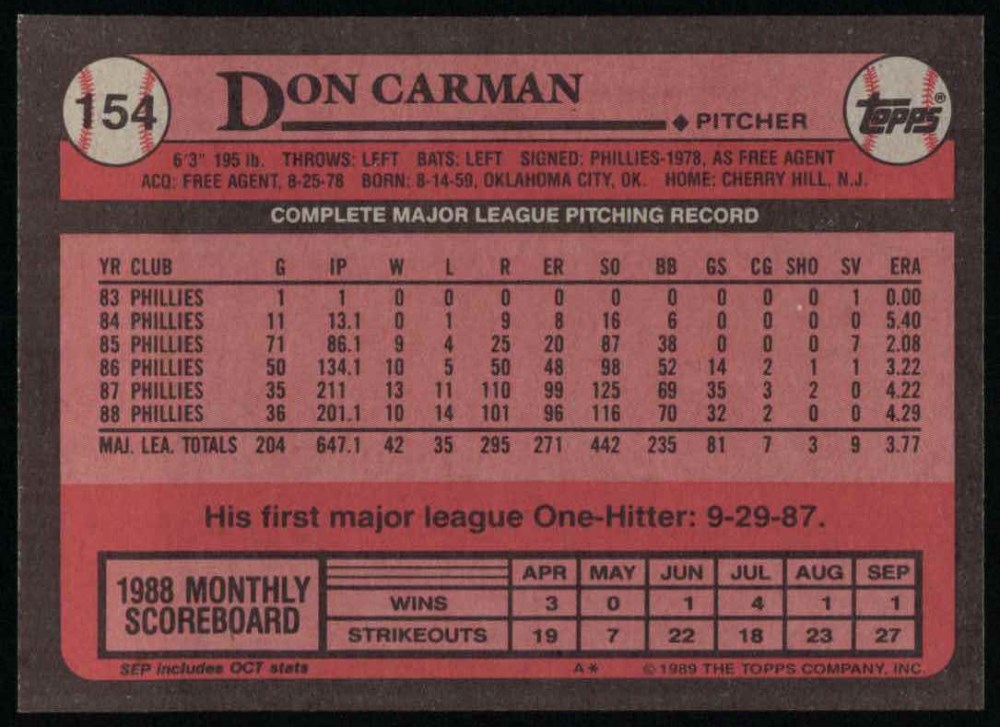 154
DON CARMAN
PITCHER
topps®
6'3" 195 lb. THROWS: LEFT BATS: LEFT SIGNED: PHILLIES-1978, AS FREE AGENT
ACQ: FREE AGENT, 8-25-78 BORN: 8-14-59, OKLAHOMA CITY, OK. HOME: CHERRY HILL, N.J.
COMPLETE MAJOR LEAGUE PITCHING RECORD
YR CLUB G IP W L R ER SO BB GS CG SHO SV ERA
83 PHILLIES 1 1 0 0 0 0 0 0 0 0 0 1 0.00
84 PHILLIES 11 13.1 0 1 9 8 16 6 0 0 0 0 5.40
85 PHILLIES 71 86.1 9 4 25 20 87 38 0 0 0 7 2.08
86 PHILLIES 50 134.1 10 5 50 48 98 52 14 2 1 1 3.22
87 PHILLIES 35 211 13 11 110 99 125 69 35 3 2 0 4.22
88 PHILLIES 36 201.1 10 14 101 96 116 70 32 2 0 0 4.29
MAJ. LEA. TOTALS 204 647.1 42 35 295 271 442 235 81 7 3 9 3.77
His first major league One-Hitter: 9-29-87.
1988 MONTHLY
SCOREBOARD
APR MAY JUN JUL AUG SEP
WINS 3 0 1 4 1 1
STRIKEOUTS 19 7 22 18 23 27
SEP includes OCT stats A* © 1989 THE TOPPS COMPANY, INC.